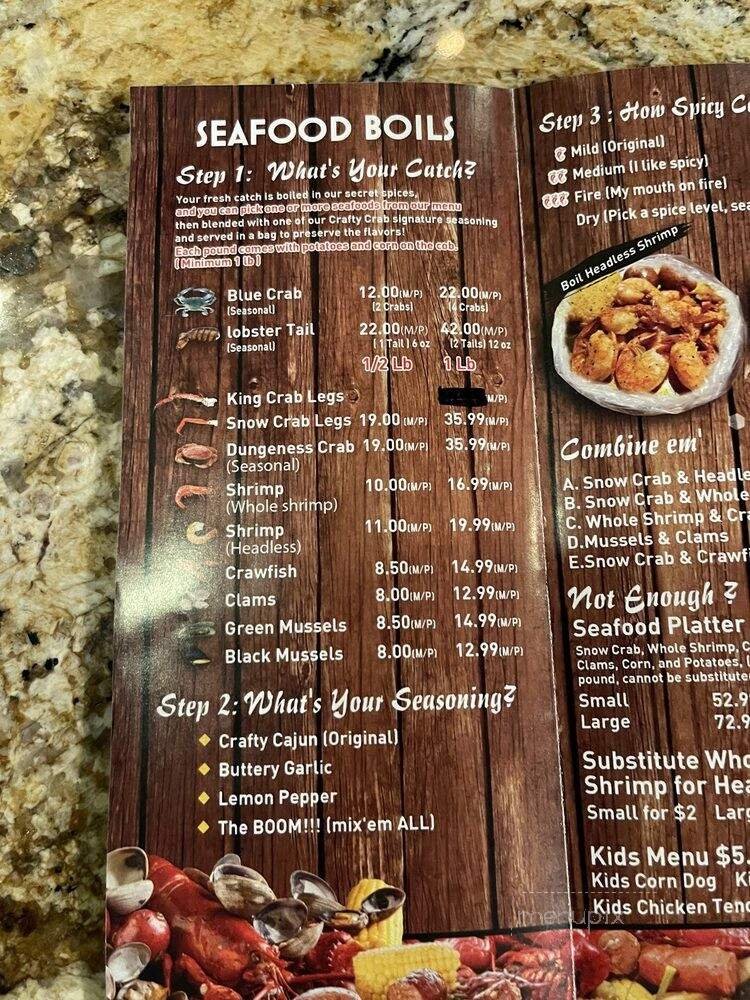 SEAFOOD BOILS
Step 1: What's Your Catch?
Your fresh catch is boiled in our secret spices,
and you can pick one or more seafoods from our menu
then blended with one of our Crafty Crab signature seasoning
and served in a bag to preserve the flavors!
Each pound comes with potatoes and corn on the cob.
(Minimum 1 lb)
Blue Crab 12.00(M/P) 22.00(M/P)
(Seasonal) (2 Crabs) (4 Crabs)
lobster Tail 22.00(M/P) 42.00(M/P)
(Seasonal) (1 Tail) 6 oz (2 Tails) 12 oz
1/2 Lb 1 Lb
King Crab Legs M/P)
Snow Crab Legs 19.00 (M/P) 35.99(M/P)
Dungeness Crab 19.00(M/P) 35.99(M/P)
(Seasonal)
Shrimp 10.00(M/P) 16.99(M/P)
(Whole shrimp)
Shrimp 11.00(M/P) 19.99(M/P)
(Headless)
Crawfish 8.50(M/P) 14.99(M/P)
Clams 8.00(M/P) 12.99(M/P)
Green Mussels 8.50(M/P) 14.99(M/P)
Black Mussels 8.00(M/P) 12.99(M/P)
Step 2: What's Your Seasoning?
Crafty Cajun (Original)
Buttery Garlic
Lemon Pepper
The BOOM!!! (mix'em ALL)
Step 3 : How Spicy
Mild (Original)
Medium (I like spicy)
Fire (My mouth on fire)
Dry (Pick a spice level, sea
Boil Headless Shrimp
Combine em'
A. Snow Crab & Headle
B. Snow Crab & Whole
C. Whole Shrimp & Cra
D.Mussels & Clams
E.Snow Crab & Crawfi
Not Enough ?
Seafood Platter
Snow Crab, Whole Shrimp, C
Clams, Corn, and Potatoes,
pound, cannot be substitute
Small 52.9
Large 72.9
Substitute Who
Shrimp for Hea
Small for $2 Larg
Kids Menu $5.
Kids Corn Dog Ki
Kids Chicken Tend
menupix